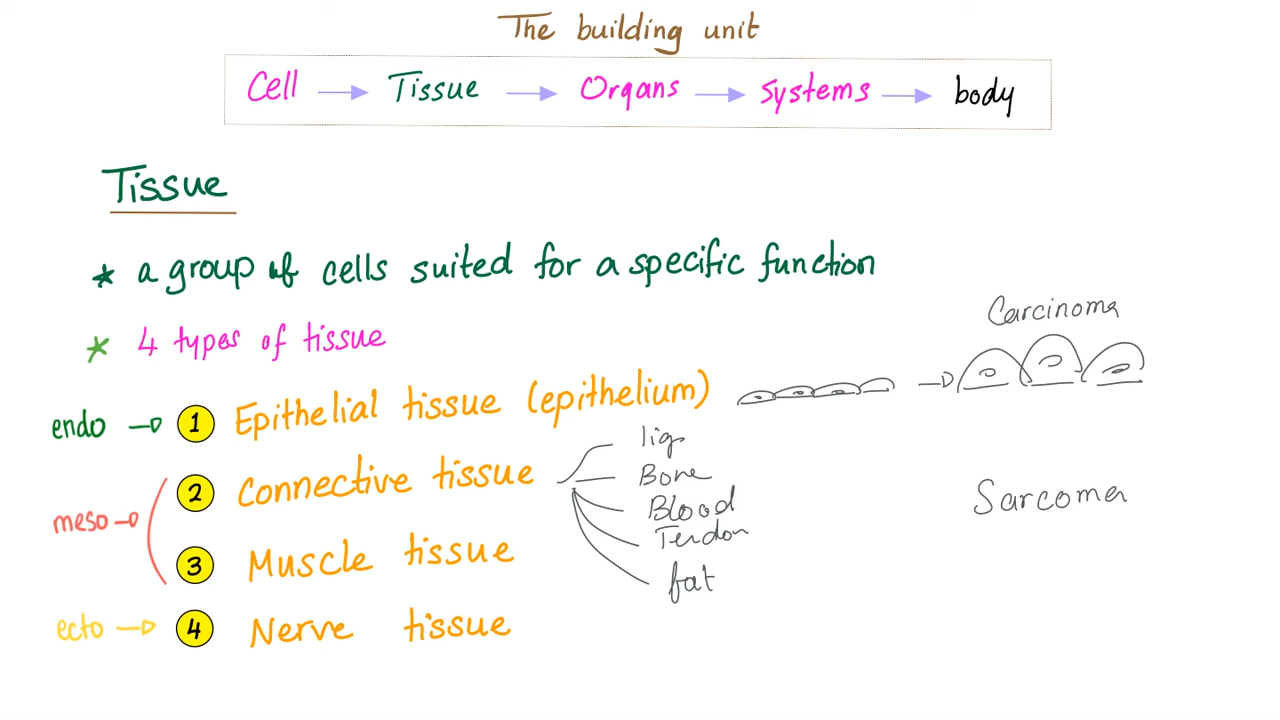 The building unit
Cell → Tissue → Organs → Systems → body
Tissue
* a group of cells suited for a specific function
* 4 types of tissue
Carcinoma
endo → 1 Epithelial tissue (epithelium)
2 Connective tissue
lig
Bone
Blood
Tendon
fat
Sarcoma
meso →
3 Muscle tissue
ecto → 4 Nerve tissue